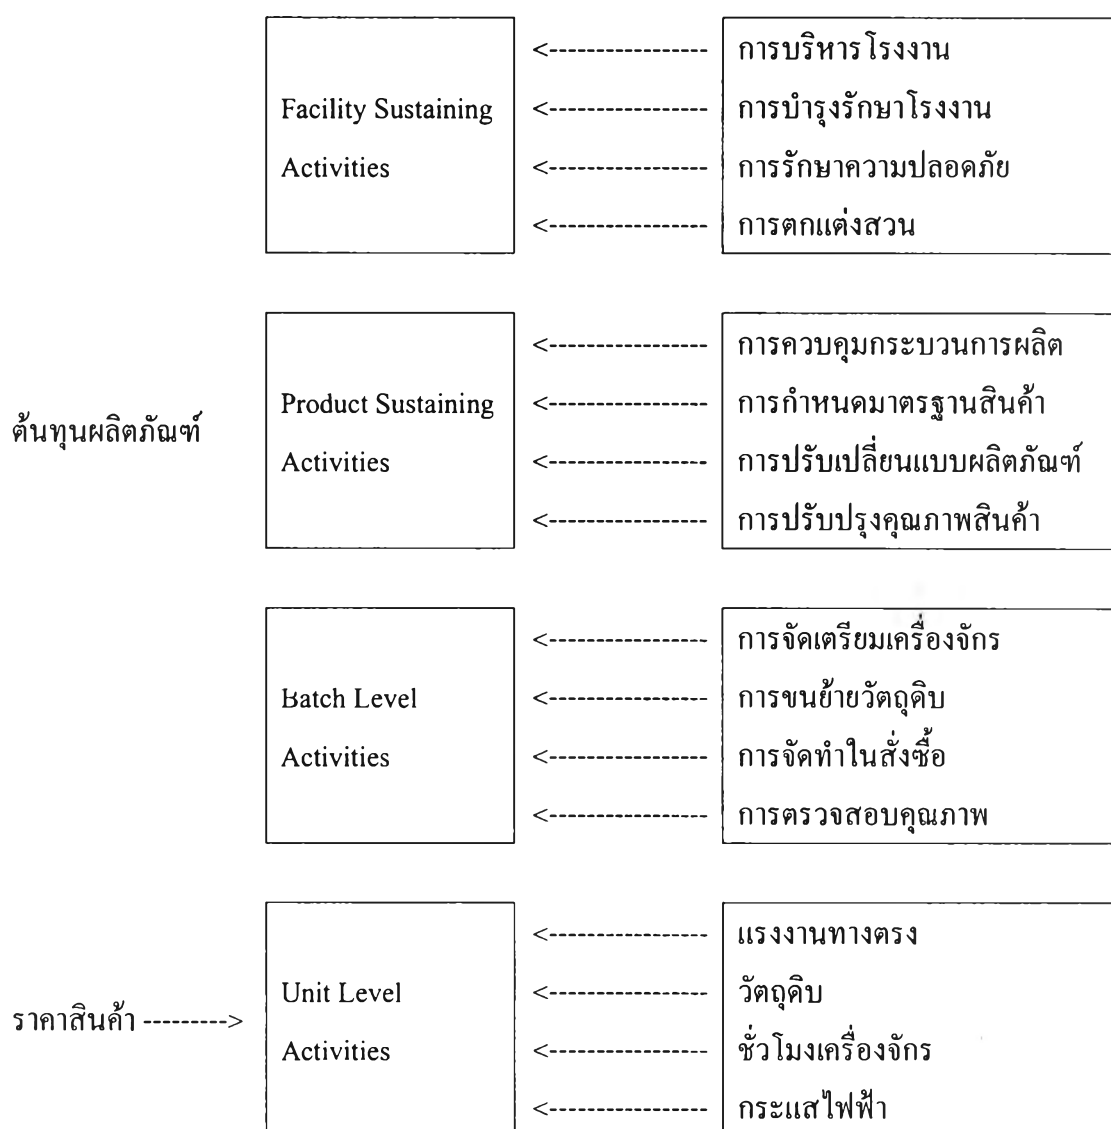 <---------------- การบริหารโรงงาน
Facility Sustaining <---------------- การบำรุงรักษาโรงงาน
Activities <---------------- การรักษาความปลอดภัย
<---------------- การตกแต่งสวน
<---------------- การควบคุมกระบวนการผลิต
Product Sustaining <---------------- การกำหนดมาตรฐานสินค้า
ต้นทุนผลิตภัณฑ์
Activities <---------------- การปรับเปลี่ยนแบบผลิตภัณฑ์
<---------------- การปรับปรุงคุณภาพสินค้า
<---------------- การจัดเตรียมเครื่องจักร
Batch Level <---------------- การขนย้ายวัตถุดิบ
Activities <---------------- การจัดทำในสั่งซื้อ
<---------------- การตรวจสอบคุณภาพ
<---------------- แรงงานทางตรง
Unit Level <---------------- วัตถุดิบ
ราคาสินค้า --------->
Activities <---------------- ชั่วโมงเครื่องจักร
<---------------- กระแสไฟฟ้า